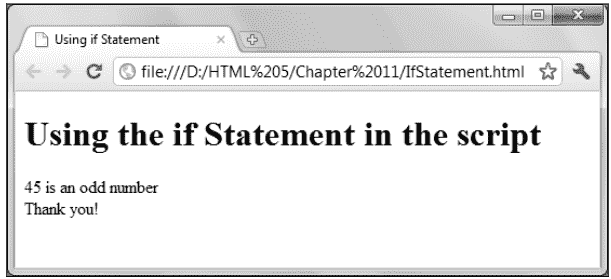 Using if Statement
file:///D:/HTML%205/Chapter%2011/IfStatement.html
Using the if Statement in the script
45 is an odd number
Thank you!